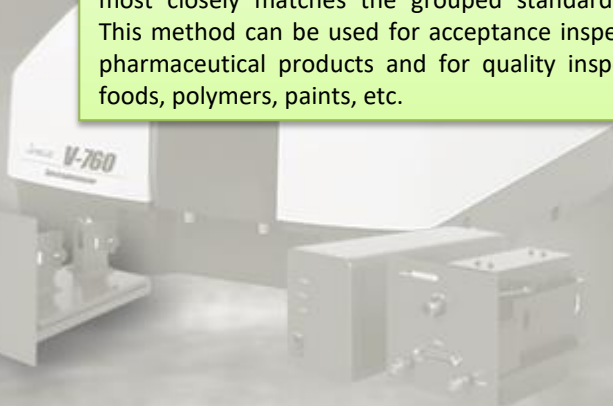 most closely matches the grouped standard
This method can be used for acceptance inspe
pharmaceutical products and for quality insp
foods, polymers, paints, etc.
V-760